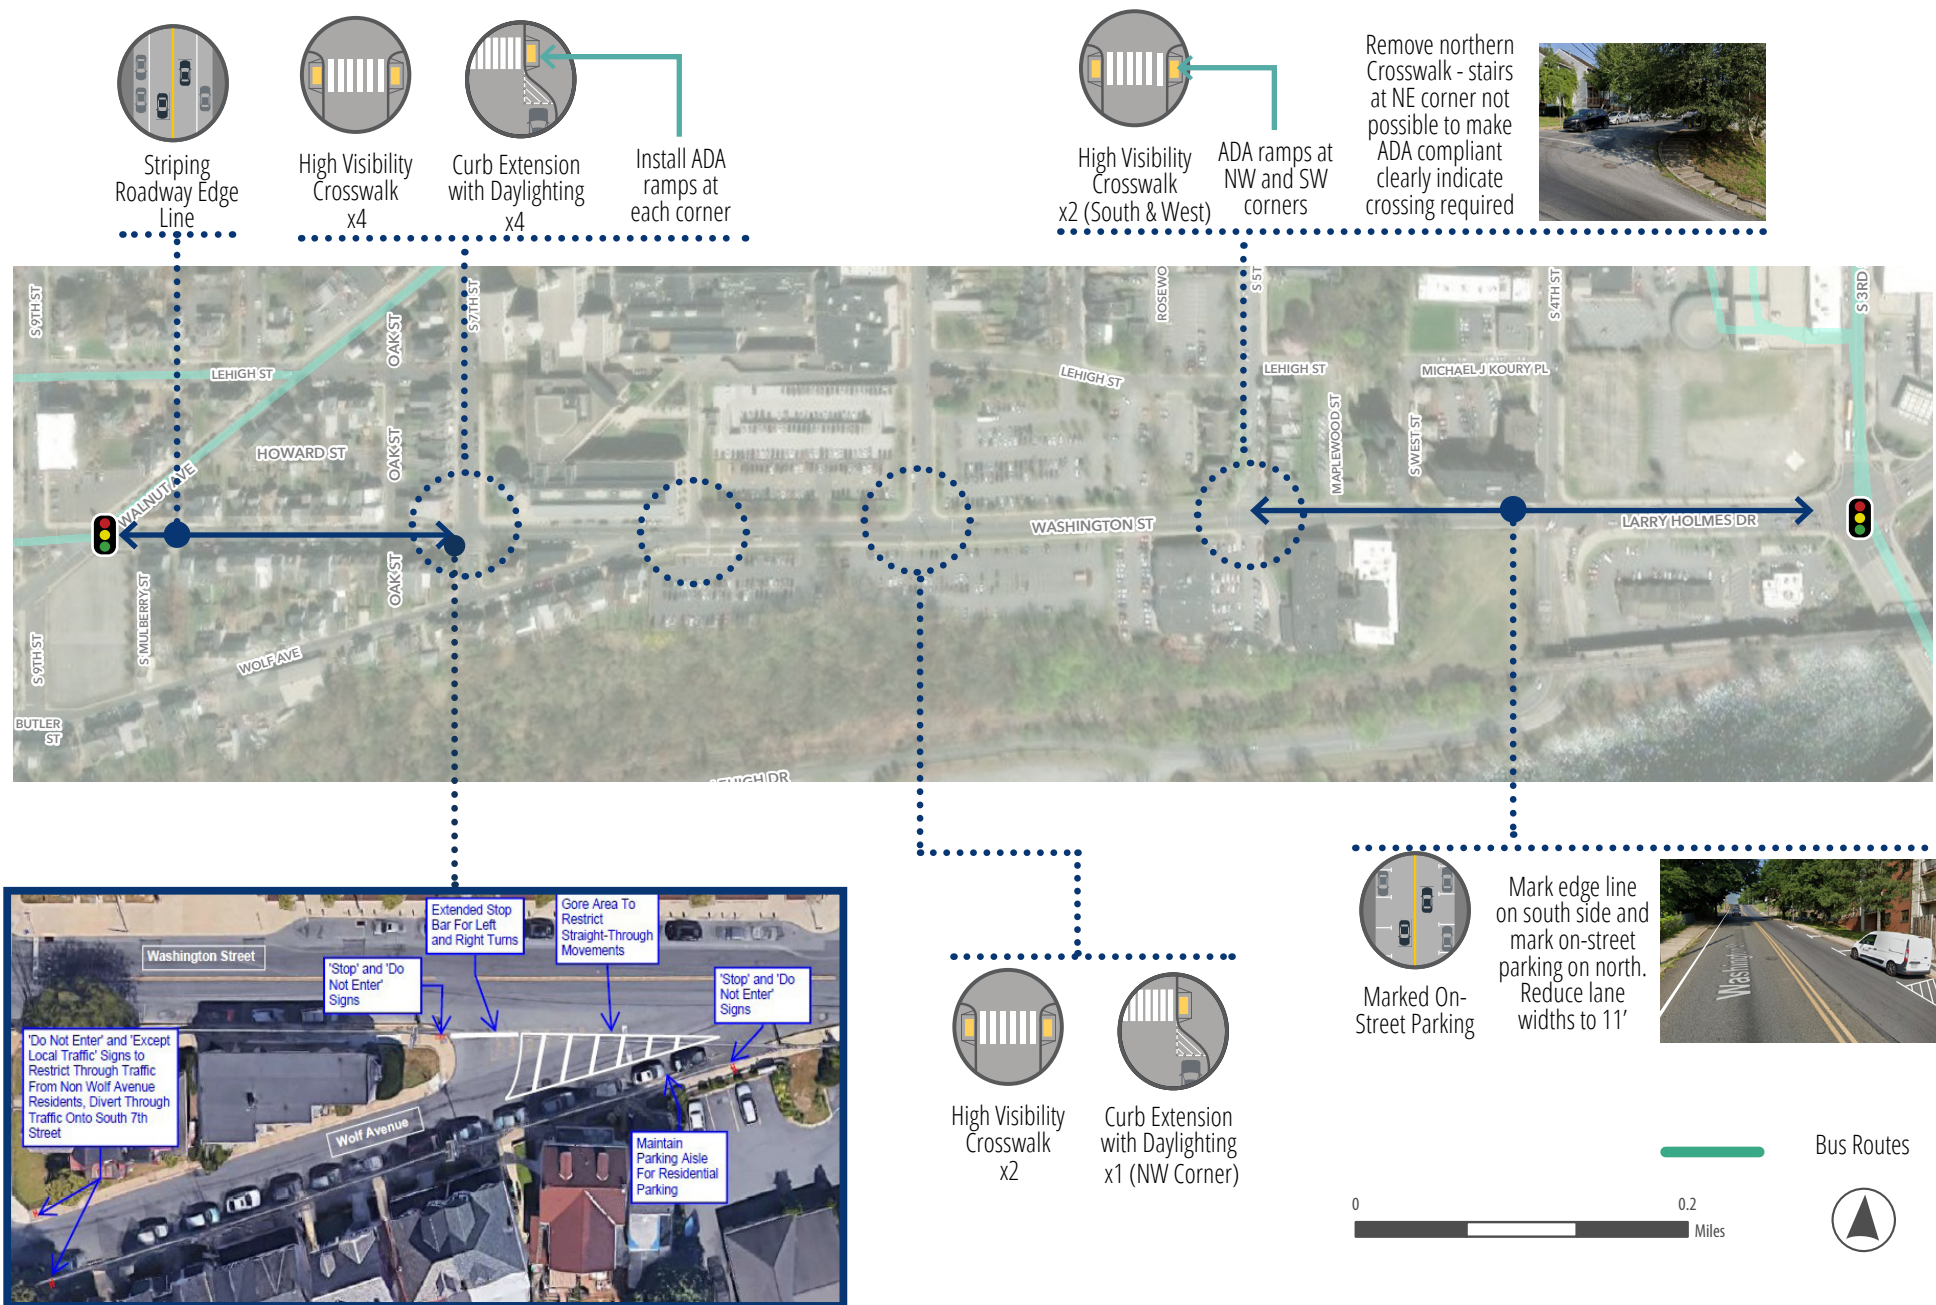 Striping
Roadway Edge
Line
High Visibility
Crosswalk
x4
Curb Extension
with Daylighting
x4
Install ADA
ramps at
each corner
High Visibility
Crosswalk
x2 (South & West)
ADA ramps at
NW and SW
corners
Remove northern
Crosswalk - stairs
at NE corner not
possible to make
ADA compliant
clearly indicate
crossing required
S 9TH ST
LEHIGH ST
OAK ST
S 7TH ST
ROSEWO
S 5T
S 4TH ST
S 3RD
LEHIGH ST
LEHIGH ST
MICHAEL J KOURY PL
HOWARD ST
OAK ST
MAPLEWOOD ST
S WEST ST
WALNUT AVE
WASHINGTON ST
LARRY HOLMES DR
S MULBERRY ST
OAK ST
S 9TH ST
WOLF AVE
BUTLER
ST
LEHIGH DR
Washington Street
Extended Stop
Bar For Left
and Right Turns
Gore Area To
Restrict
Straight-Through
Movements
'Stop' and 'Do
Not Enter'
Signs
'Stop' and 'Do
Not Enter'
Signs
'Do Not Enter' and 'Except
Local Traffic' Signs to
Restrict Through Traffic
From Non Wolf Avenue
Residents, Divert Through
Traffic Onto South 7th
Street
Wolf Avenue
Maintain
Parking Aisle
For Residential
Parking
High Visibility
Crosswalk
x2
Curb Extension
with Daylighting
x1 (NW Corner)
Marked On-
Street Parking
Mark edge line
on south side and
mark on-street
parking on north.
Reduce lane
widths to 11'
Bus Routes
0 0.2
Miles